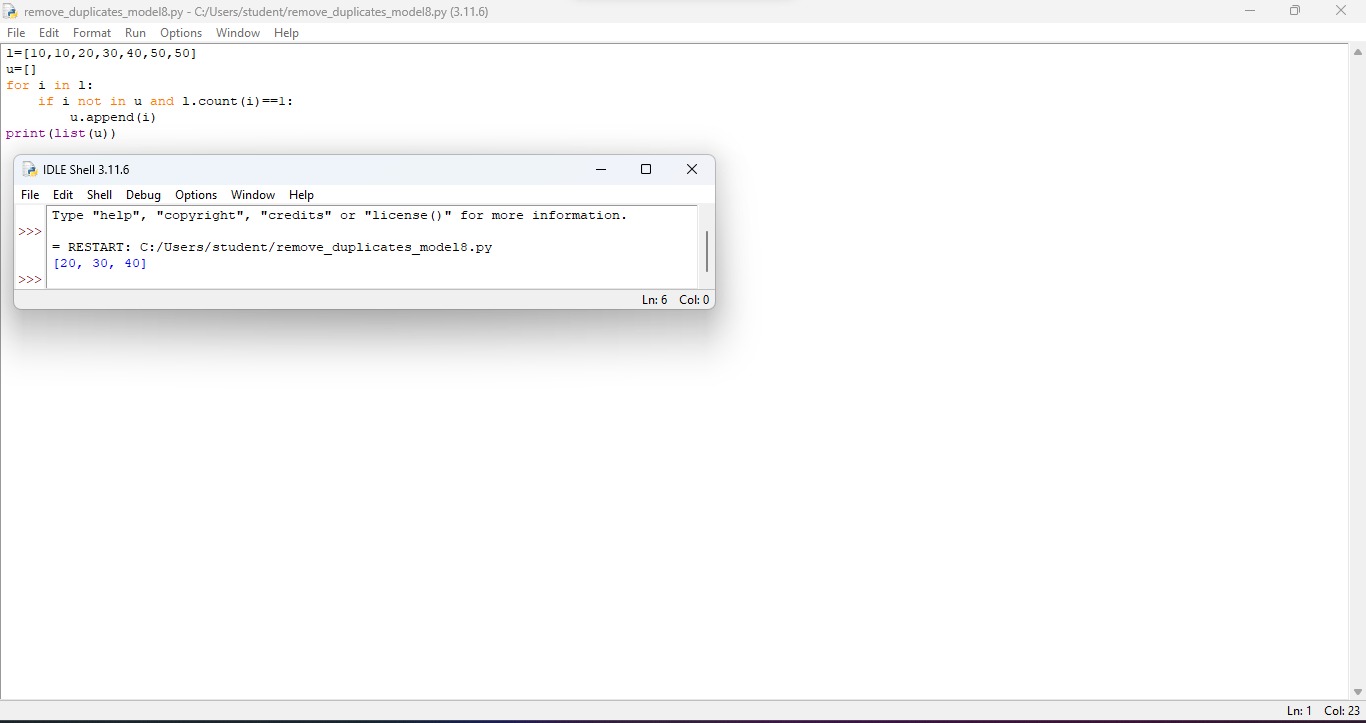 remove_duplicates_model8.py - C:/Users/student/remove_duplicates_model8.py (3.11.6)
File Edit Format Run Options Window Help
l=[10,10,20,30,40,50,50]
u=[]
for i in l:
    if i not in u and l.count(i)==1:
        u.append(i)
print(list(u))
IDLE Shell 3.11.6
File Edit Shell Debug Options Window Help
Type "help", "copyright", "credits" or "license()" for more information.
>>>
= RESTART: C:/Users/student/remove_duplicates_model8.py
[20, 30, 40]
>>>
Ln: 6 Col: 0
Ln: 1 Col: 23